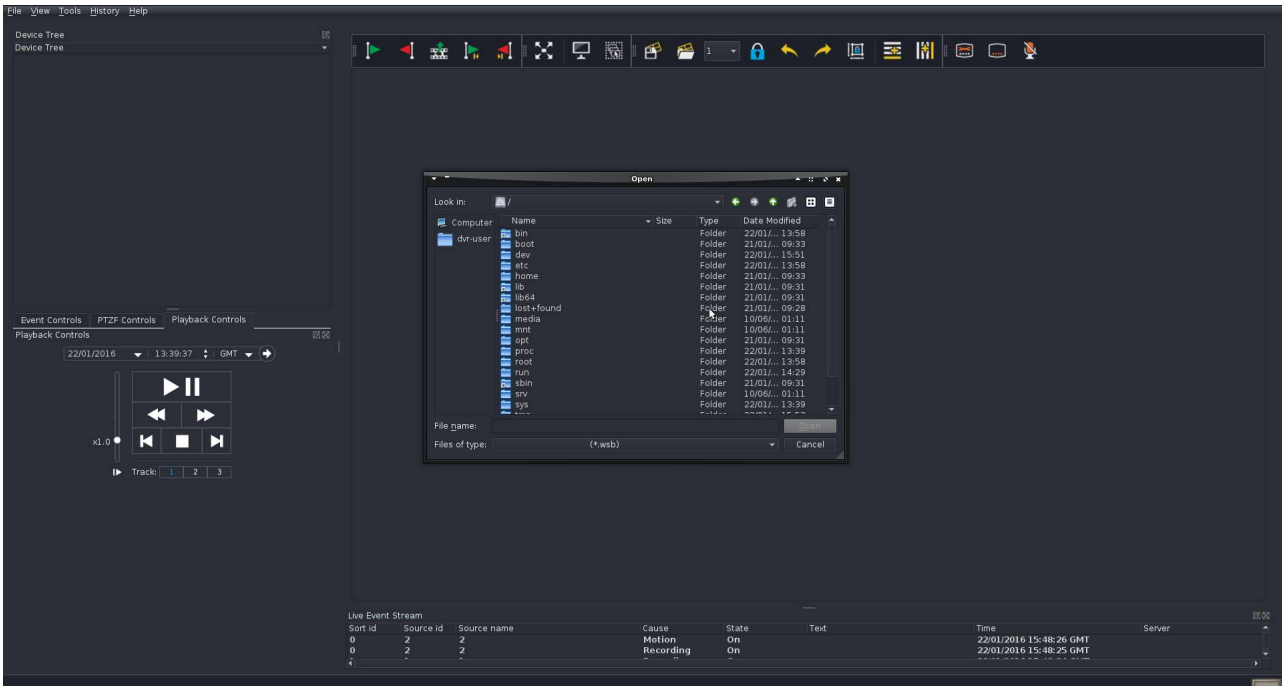 File View Tools History Help
Device Tree
Device Tree
1
Open
Look in: /
Computer
dvr-user
Name Size Type Date Modified
bin Folder 22/01/... 13:58
boot Folder 21/01/... 09:33
dev Folder 22/01/... 15:51
etc Folder 22/01/... 13:58
home Folder 21/01/... 09:33
lib Folder 21/01/... 09:31
lib64 Folder 21/01/... 09:31
lost+found Folder 21/01/... 09:28
media Folder 10/06/... 01:11
mnt Folder 10/06/... 01:11
opt Folder 21/01/... 09:31
proc Folder 22/01/... 13:39
root Folder 22/01/... 13:58
run Folder 22/01/... 14:29
sbin Folder 21/01/... 09:31
srv Folder 10/06/... 01:11
sys Folder 22/01/... 13:39
File name: Open
Files of type: (*.wsb) Cancel
Event Controls PTZF Controls Playback Controls
Playback Controls
22/01/2016 13:39:37 GMT
x1.0
Track: 1 2 3
Live Event Stream
Sort id Source id Source name Cause State Text Time Server
0 2 2 Motion On 22/01/2016 15:48:26 GMT
0 2 2 Recording On 22/01/2016 15:48:25 GMT